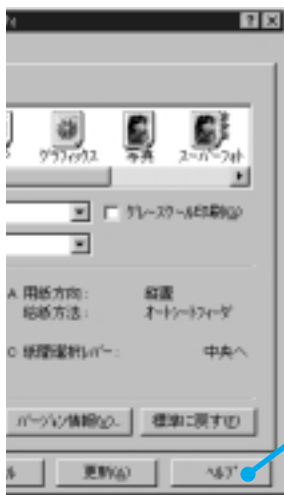 グラフィックス 写真 スーパーフォト
グレースケール印刷(G)
A 用紙方向: 縦置
給紙方法: オートシートフィーダ
C 紙間選択レバー: 中央へ
バージョン情報(O)... 標準に戻す(D)
更新(A) ヘルプ